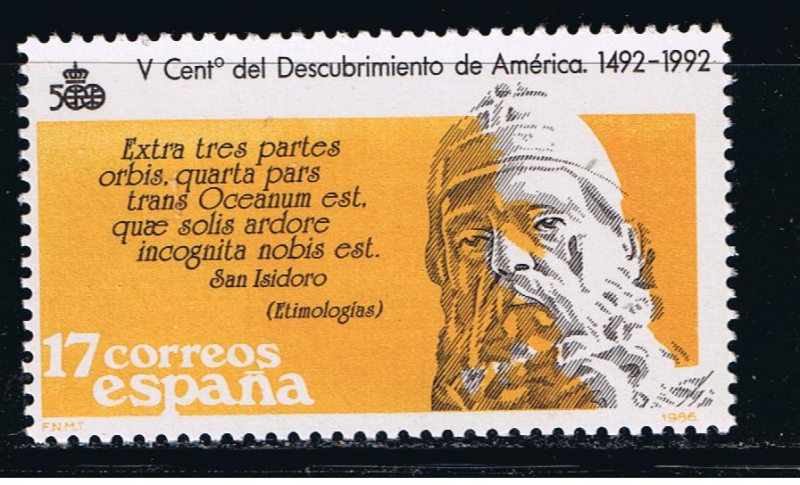 V Centº del Descubrimiento de América. 1492-1992
500
Extra tres partes
orbis, quarta pars
trans Oceanum est,
quæ solis ardore
incognita nobis est.
San Isidoro
(Etimologías)
17 correos
españa
F.N.M.T. 1986